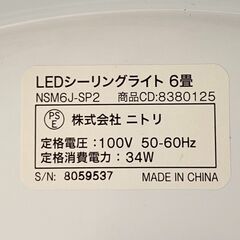 LEDシーリングライト 6畳
NSM6J-SP2 商品CD:8380125
PS
E
株式会社 ニトリ
定格電圧:100V 50-60Hz
定格消費電力:34W
S/N: 8059537 MADE IN CHINA